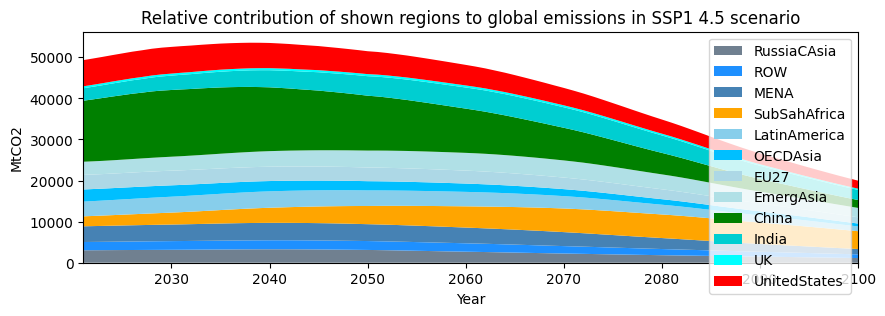 Relative contribution of shown regions to global emissions in SSP1 4.5 scenario
MtCO2
50000
40000
30000
20000
10000
0
2030
2040
2050
2060
2070
2080
2100
Year
RussiaCAsia
ROW
MENA
SubSahAfrica
LatinAmerica
OECDAsia
EU27
EmergAsia
China
India
UK
UnitedStates